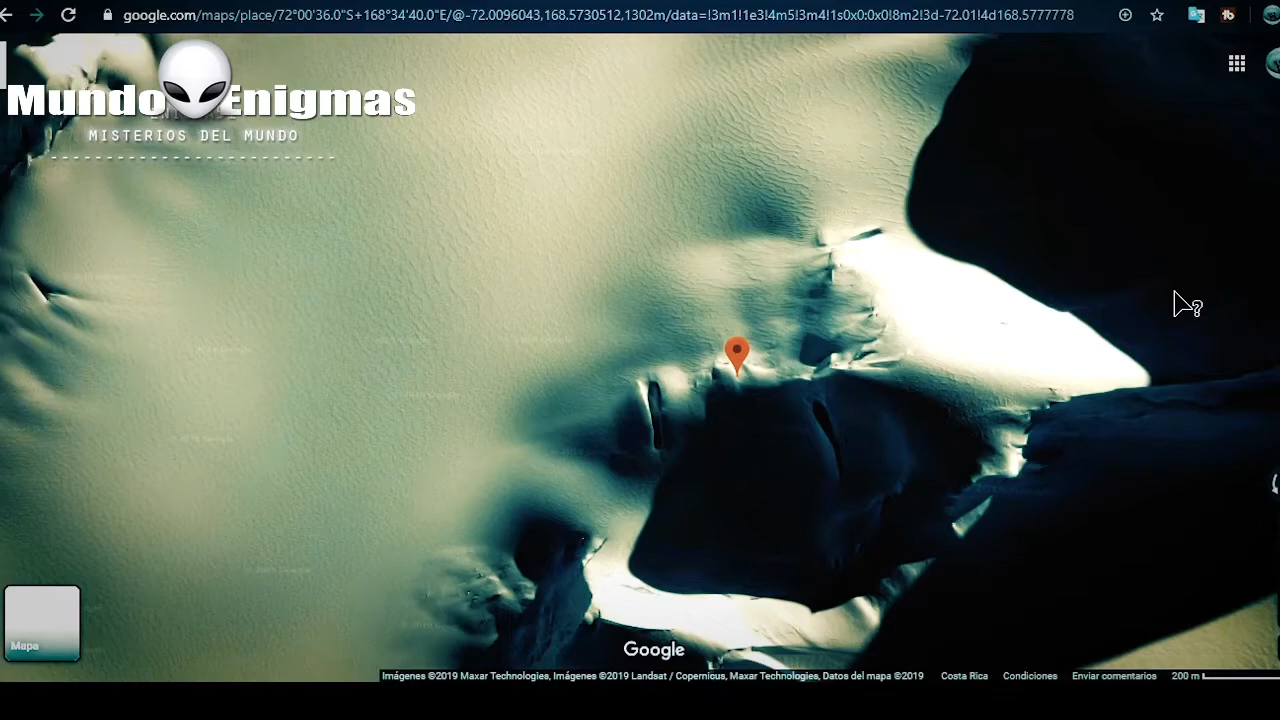 google.com/maps/place/72°00'36.0"S+168°34'40.0"E/@-72.0096043,168.5730512,1302m/data=!3m1!1e3!4m5!3m4!1s0x0:0x0!8m2!3d-72.01!4d168.5777778
Mundo Enigmas
MISTERIOS DEL MUNDO
Mapa
Google
Imágenes ©2019 Maxar Technologies, Imágenes ©2019 Landsat / Copernicus, Maxar Technologies, Datos del mapa ©2019 Costa Rica Condiciones Enviar comentarios 200 m